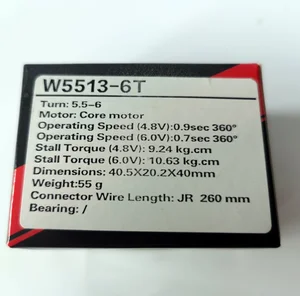 W5513-6T
Turn: 5.5-6
Motor: Core motor
Operating Speed (4.8V):0.9sec 360°
Operating Speed (6.0V):0.7sec 360°
Stall Torque (4.8V): 9.24 kg.cm
Stall Torque (6.0V): 10.63 kg.cm
Dimensions: 40.5X20.2X40mm
Weight:55 g
Connector Wire Length: JR 260 mm
Bearing: /